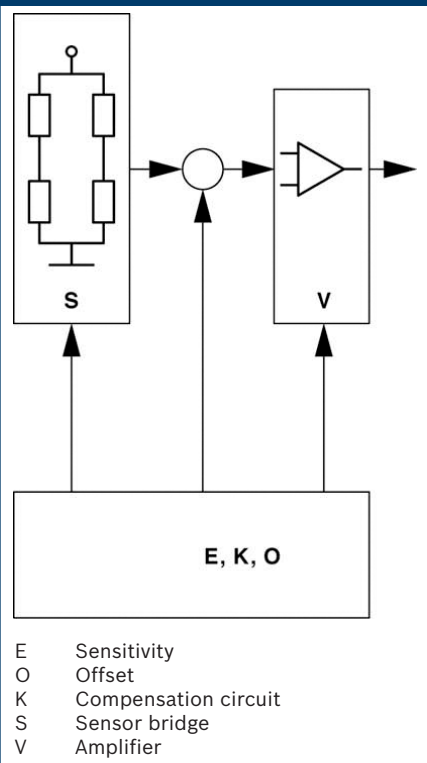 S
V
E, K, O
E Sensitivity
O Offset
K Compensation circuit
S Sensor bridge
V Amplifier